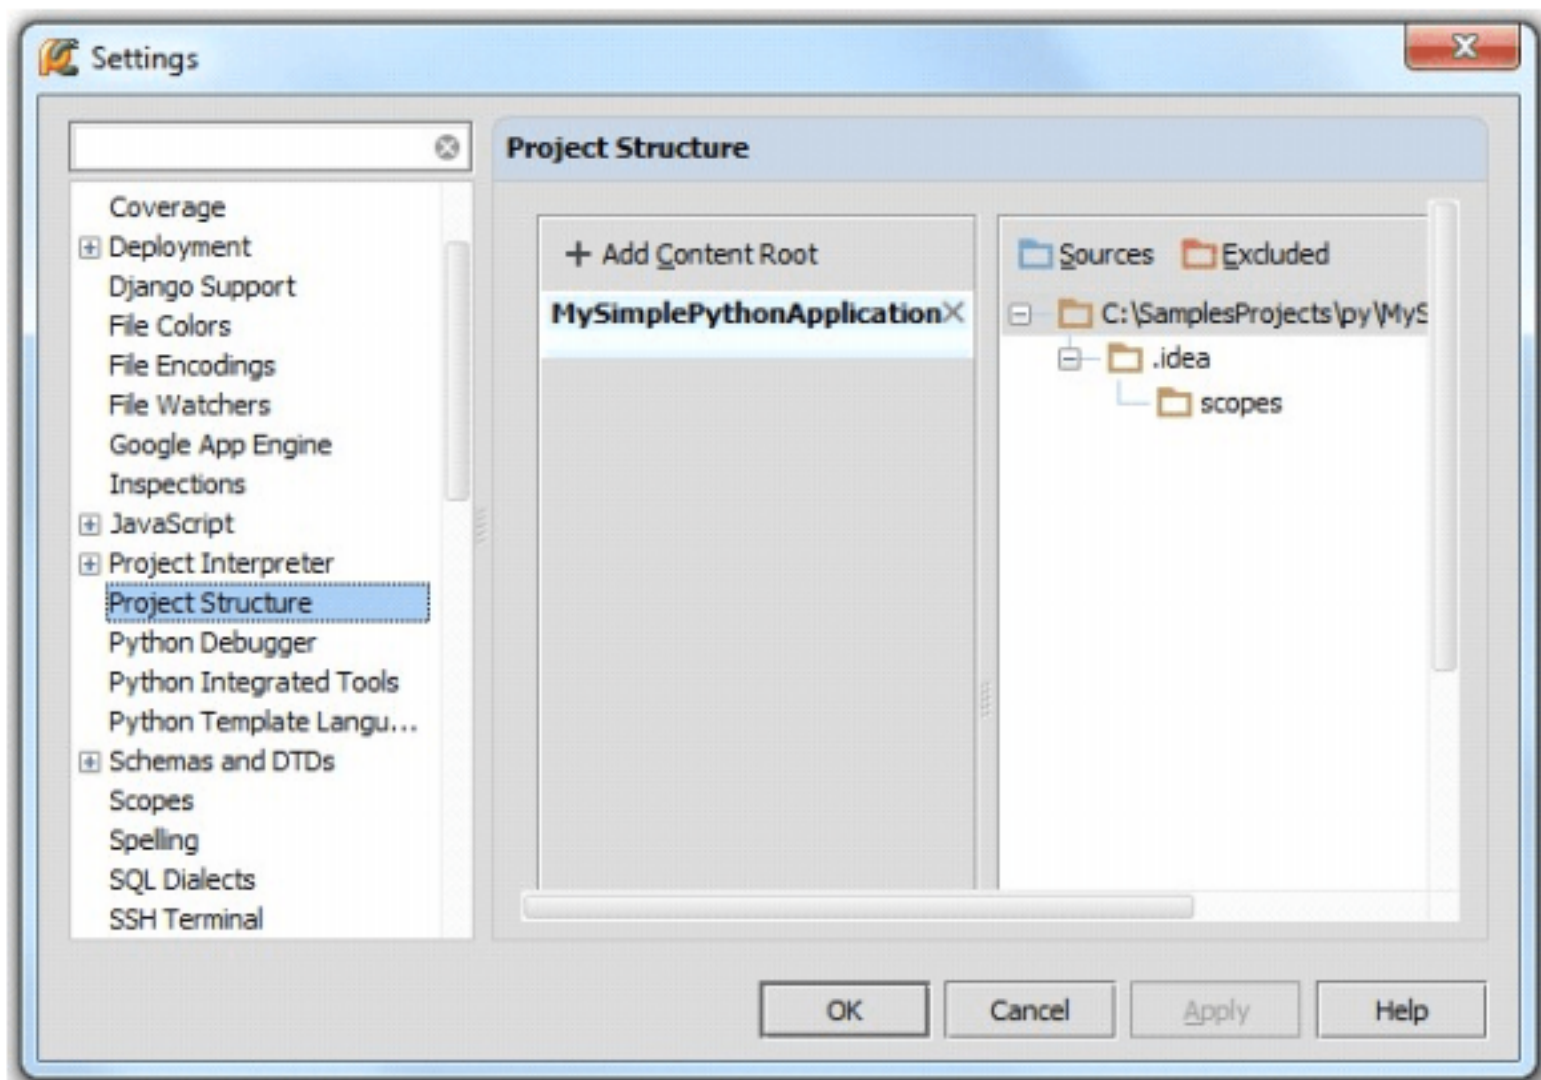 Settings
Project Structure
Coverage
Deployment
Django Support
File Colors
File Encodings
File Watchers
Google App Engine
Inspections
JavaScript
Project Interpreter
Project Structure
Python Debugger
Python Integrated Tools
Python Template Langu...
Schemas and DTDs
Scopes
Spelling
SQL Dialects
SSH Terminal
Add Content Root
MySimplePythonApplication
Sources Excluded
C:\SamplesProjects\py\MyS
.idea
scopes
OK Cancel Apply Help